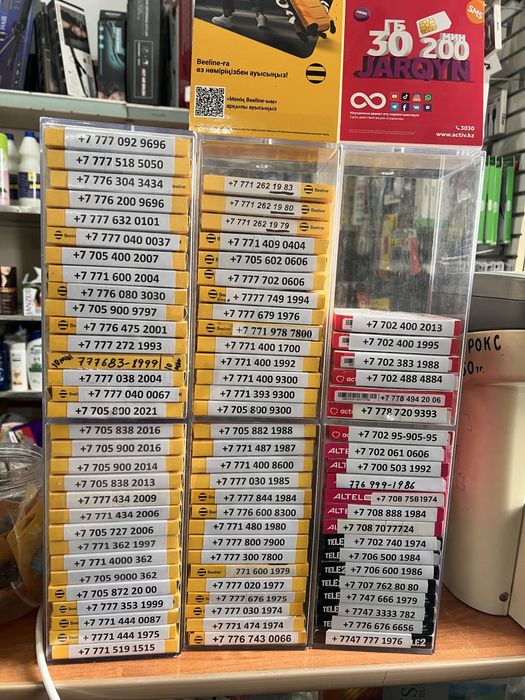 Beeline-ға
өз нөміріңізбен ауысыңыз!
«Менің Beeline-ым»
арқылы ауысыңыз
Beeline
ГБ
30
МИН
200
JARQYN
SMS
3030
www.activ.kz
+7 777 092 9696
+7 777 518 5050
+7 776 304 3434
+7 776 200 9696
+7 777 632 0101
+7 777 040 0037
+7 705 400 2007
+7 771 600 2004
+7 776 080 3030
+7 705 900 9797
+7 776 475 2001
+7 777 272 1993
777683-1999
+7 777 038 2004
+7 777 040 0067
+7 705 800 2021
+7 705 838 2016
+7 705 900 2016
+7 705 900 2014
+7 705 838 2013
+7 777 434 2009
+7 771 434 2006
+7 705 727 2006
+7 771 362 1997
+7 771 4000 362
+7 705 9000 362
+7 705 872 20 00
+7 777 353 1999
+7 771 444 0087
+7 771 444 1975
+7 771 519 1515
+7 771 262 19 83 Beeline
+7 771 262 19 80 Beeline
+7 771 262 19 79 Beeline
+7 771 409 0404
+7 705 602 0606
+7 777 702 0606
+7 777 749 1994
+7 777 679 1976
+7 771 978 7800
+7 771 400 1700
+7 771 400 1992
+7 771 400 9300
+7 771 393 9300
+7 705 800 9300
+7 705 882 1988
+7 771 487 1987
+7 771 400 8600
+7 777 030 1985
+7 777 844 1984
+7 776 600 8300
+7 771 480 1980
+7 777 800 7900
+7 777 300 7800
Beeline 771 600 1979
+7 777 020 1977
+7 777 676 1975
+7 777 030 1974
+7 771 474 1974
+7 776 743 0066
+7 702 400 2013
+7 702 400 1995
+7 702 383 1988
+7 702 488 4884
+7 778 494 20 06
+7 778 720 9393
+7 702 95-905-95
+7 702 061 0606
+7 700 503 1992
776 999-1986
ALTEL +7 708 7581974
+7 708 888 1984
+7 708 7077724
+7 702 740 1974
+7 706 500 1984
+7 706 600 1986
+7 707 762 80 80
+7 747 666 1979
+7 747 3333 782
+7 776 676 6656
+7747 777 1976